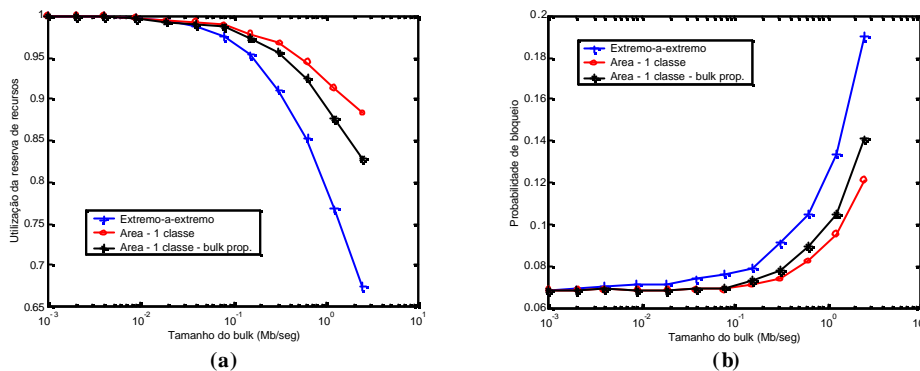 1
0.95
0.9
0.85
0.8
0.75
0.7
0.65
Utilização da reserva de recursos
Extremo-a-extremo
Area - 1 classe
Area - 1 classe - bulk prop.
10^-3
10^-2
10^-1
10^0
10^1
Tamanho do bulk (Mb/seg)
(a)
0.2
0.18
0.16
0.14
0.12
0.1
0.08
0.06
Probabilidade de bloqueio
Extremo-a-extremo
Area - 1 classe
Area - 1 classe - bulk prop.
10^-3
10^-2
10^-1
10^0
Tamanho do bulk (Mb/seg)
(b)